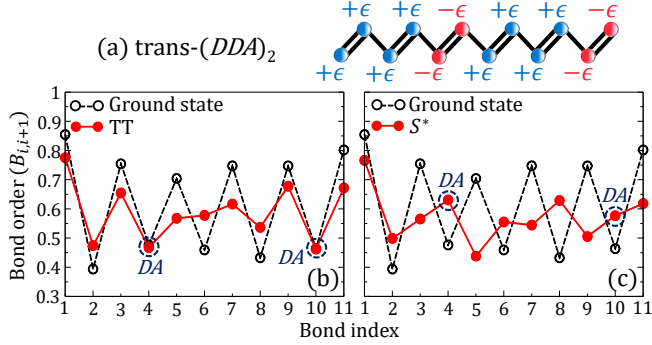 +ϵ +ϵ −ϵ +ϵ +ϵ −ϵ
(a) trans-(DDA)₂
+ϵ +ϵ −ϵ +ϵ +ϵ −ϵ
Bond order (B_{i,i+1})
1
0.9
0.8
0.7
0.6
0.5
0.4
0.3
Ground state
TT
DA
DA
(b)
1 2 3 4 5 6 7 8 9 10 11
Ground state
S*
DA
DA
(c)
1 2 3 4 5 6 7 8 9 10 11
Bond index